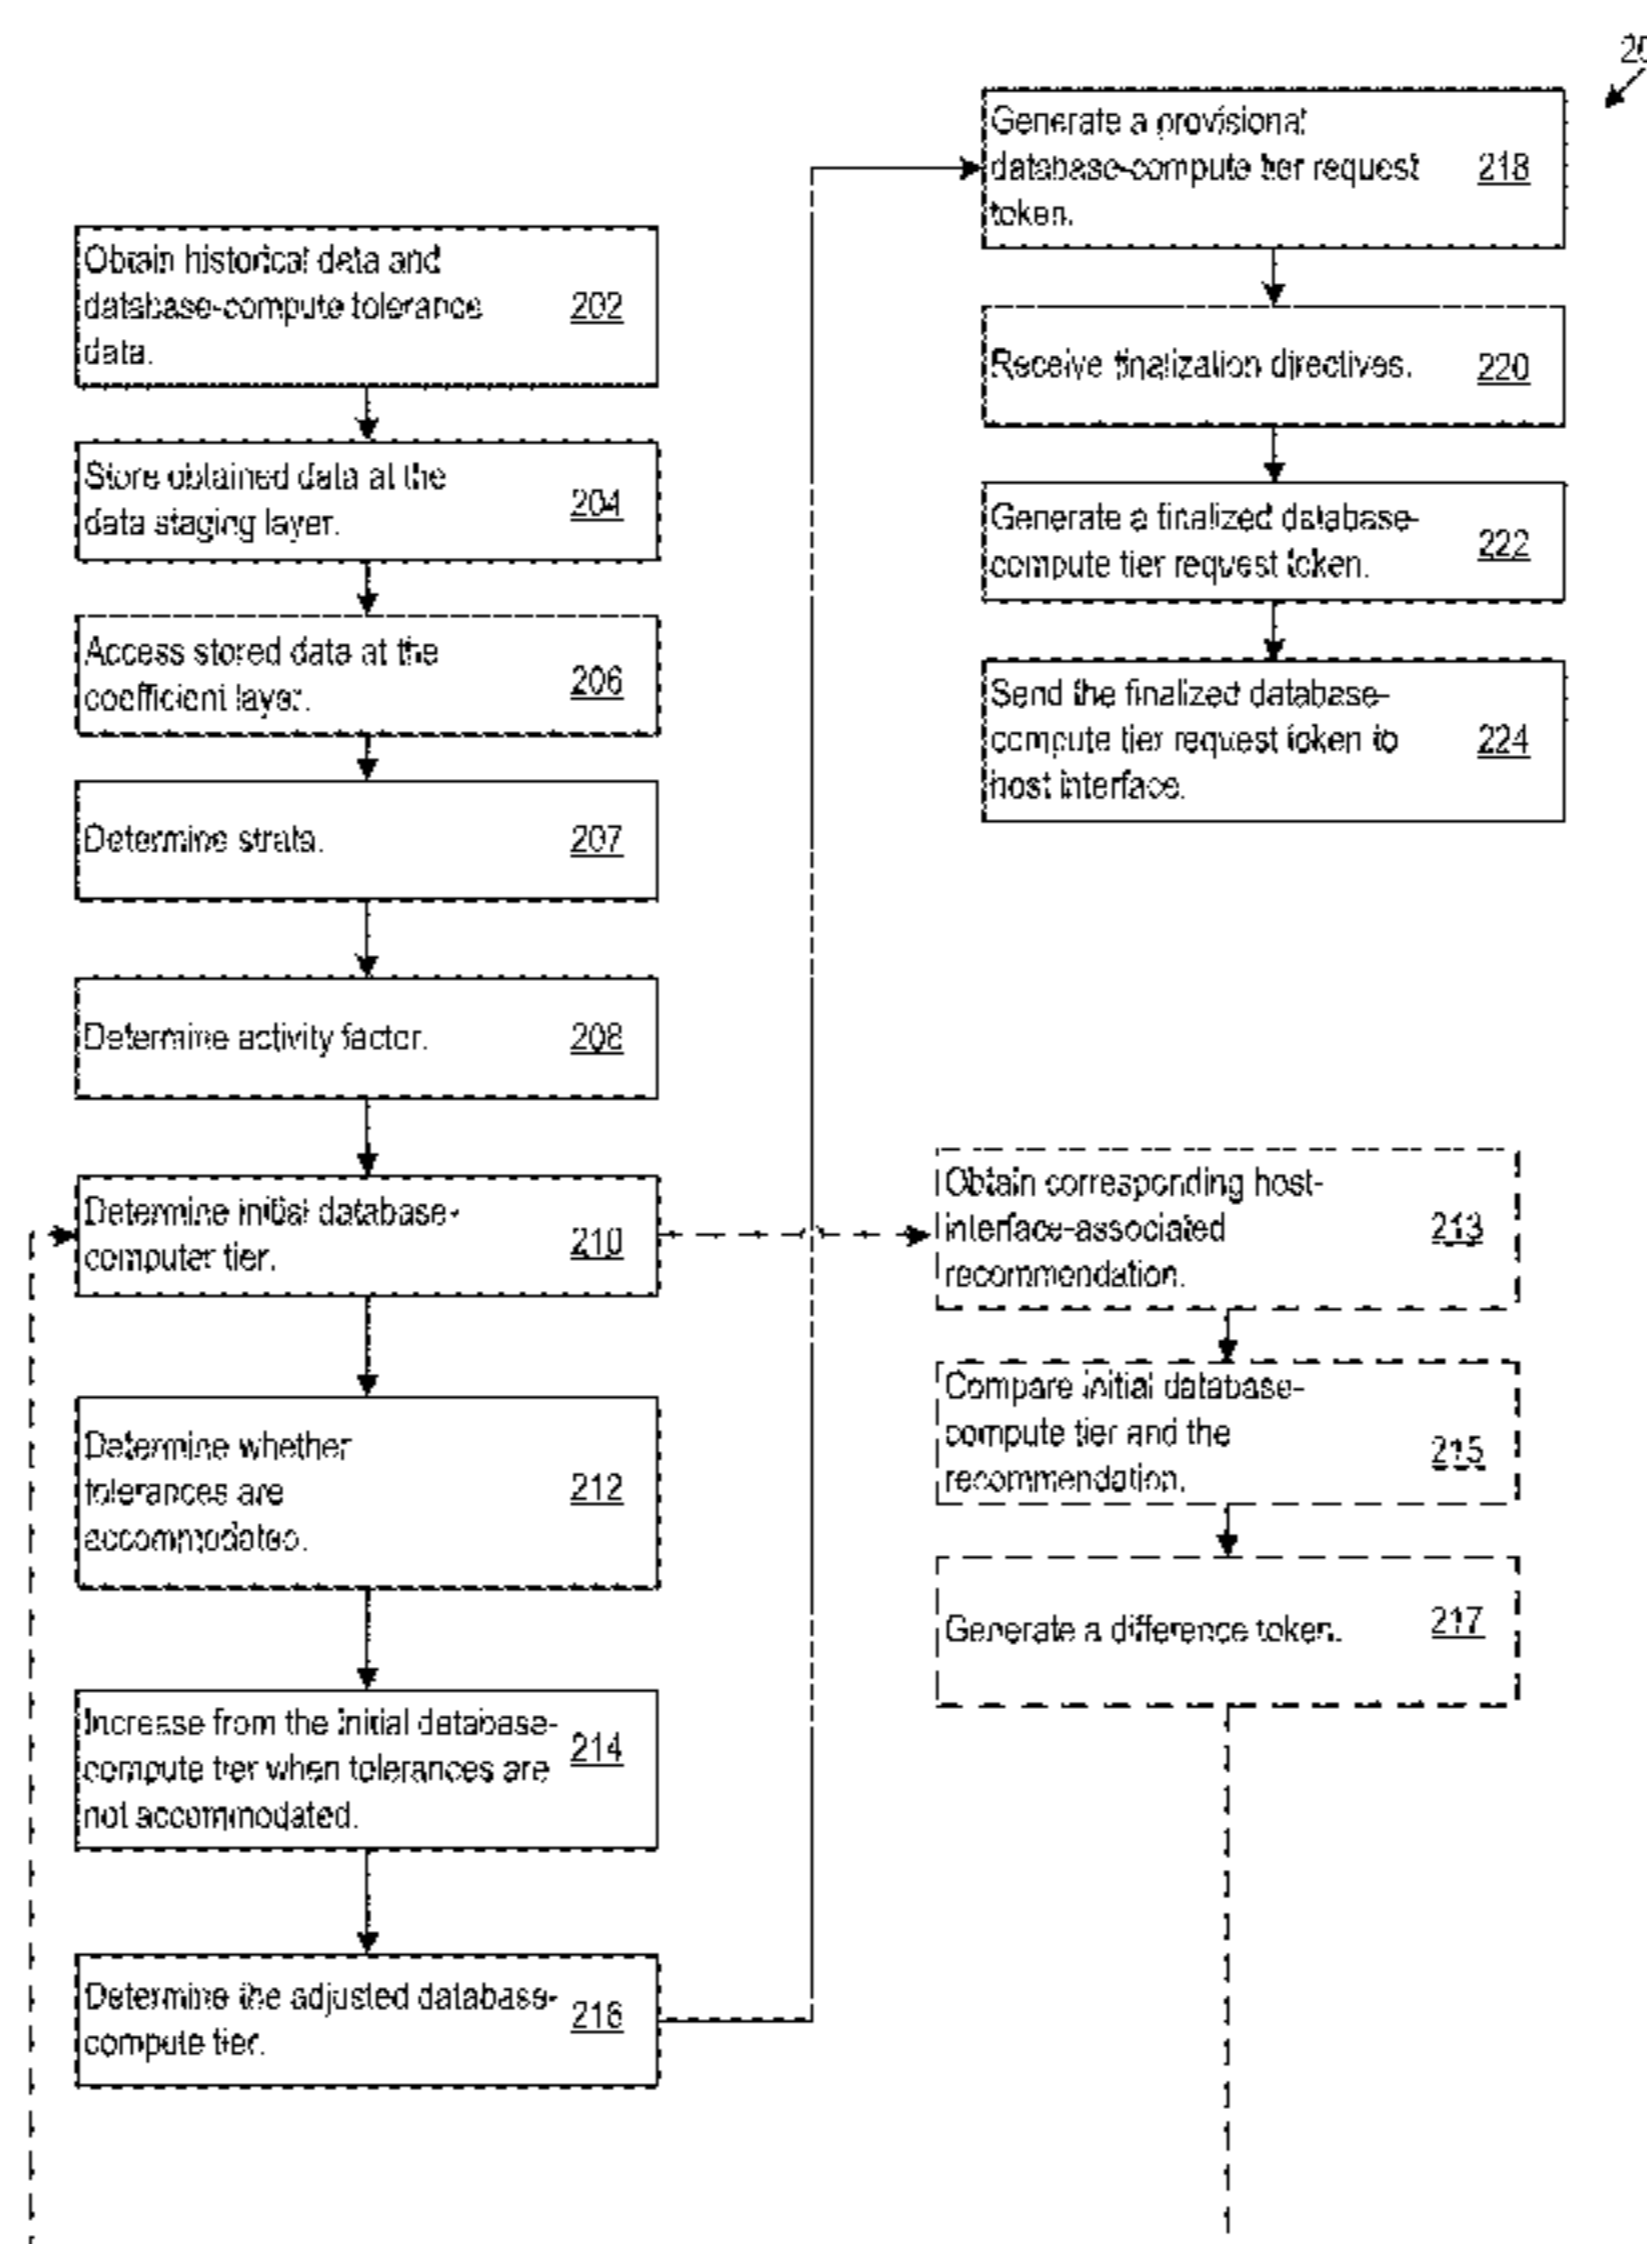 Obtain historical data and
database-compute tolerance
data.
202
Store obtained data at the
data staging layer.
204
Access stored data at the
coefficient layer.
206
Determine strata.
207
Determine activity factor.
208
Determine initial database-
computer tier.
210
Determine whether
tolerances are
accommodated.
212
Increase from the initial database-
compute tier when tolerances are
not accommodated.
214
Determine the adjusted database-
compute tier.
216
20
Generate a provisional
database-compute tier request
token.
218
Receive finalization directives.
220
Generate a finalized database-
compute tier request token.
222
Send the finalized database-
compute tier request token to
host interface.
224
Obtain corresponding host-
interface-associated
recommendation.
213
Compare initial database-
compute tier and the
recommendation.
215
Generate a difference token.
217